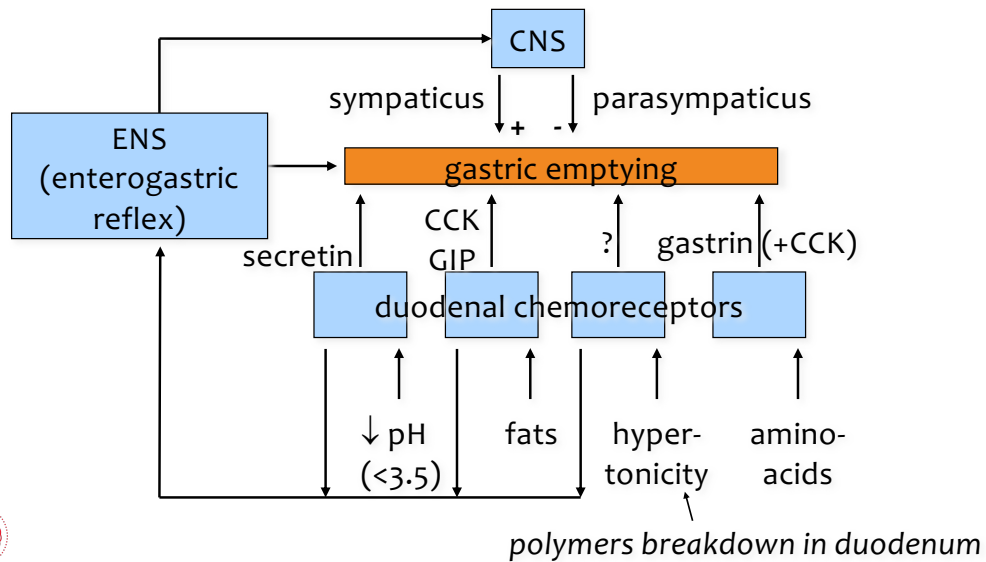 CNS
sympaticus
parasympaticus
+ -
ENS
(enterogastric
reflex)
gastric emptying
secretin
CCK
GIP
?
gastrin (+CCK)
duodenal chemoreceptors
↓ pH
(<3.5)
fats
hyper-
tonicity
amino-
acids
polymers breakdown in duodenum